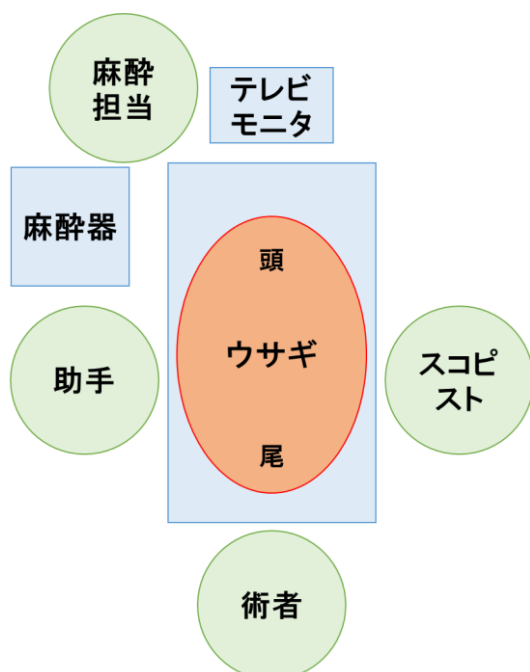 麻酔
担当
テレビ
モニタ
麻酔器
頭
ウサギ
尾
助手
スコピ
スト
術者